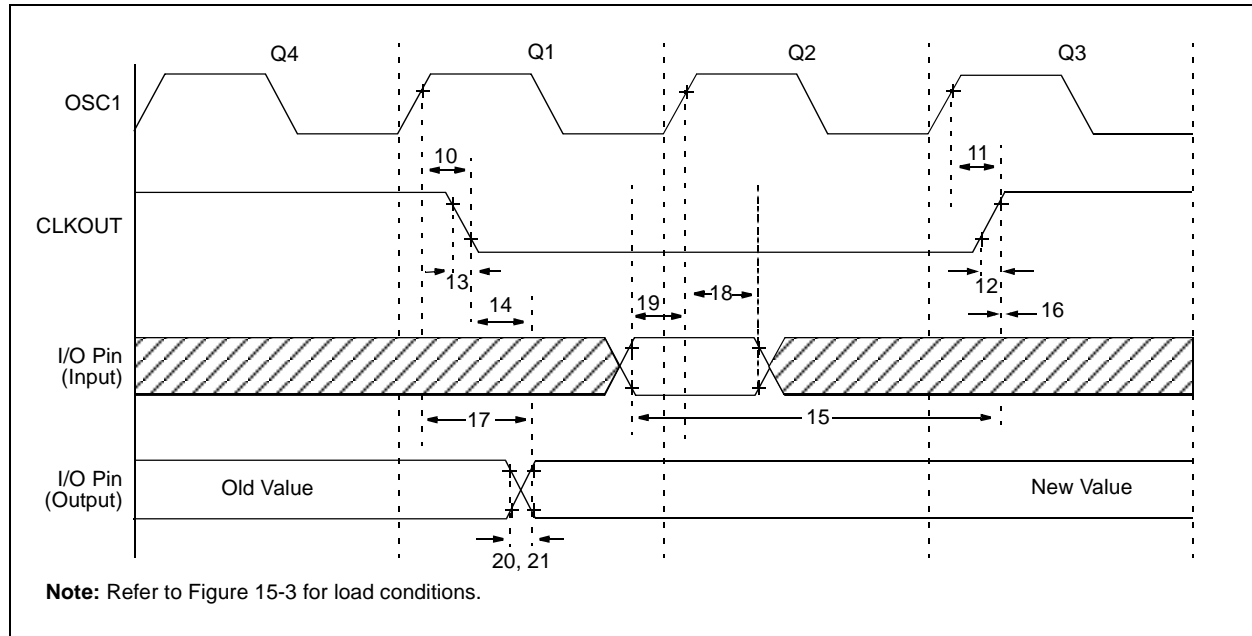 Q4 Q1 Q2 Q3
OSC1
10 11
CLKOUT
13 12
14 19 18 16
I/O Pin
(Input)
17 15
I/O Pin
(Output)
Old Value New Value
20, 21
Note: Refer to Figure 15-3 for load conditions.